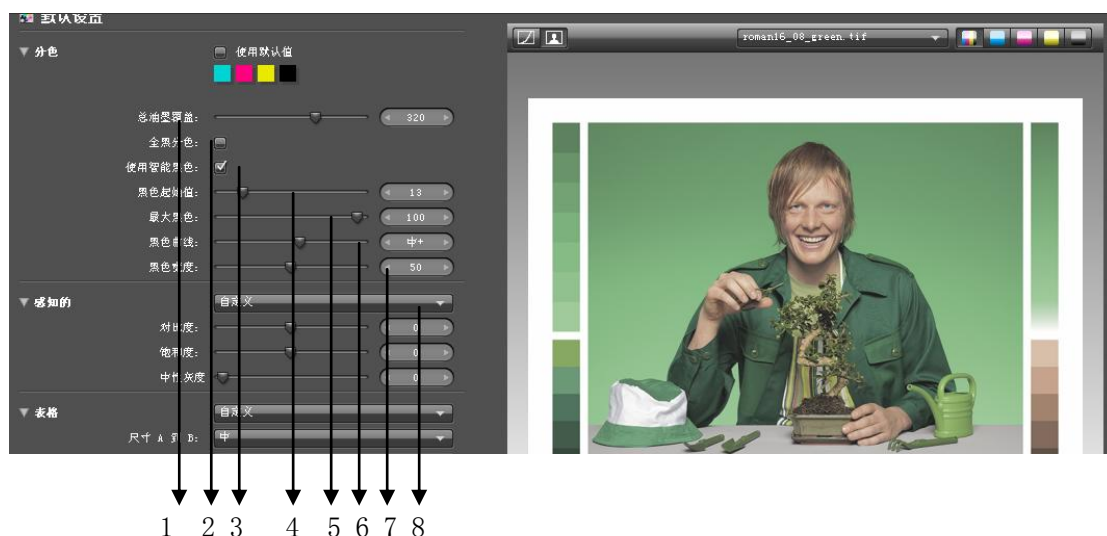 默认设置
分色
使用默认值
总油墨覆盖: 320
全黑分色:
使用智能黑色:
黑色起始值: 13
最大黑色: 100
黑色曲线: 中+
黑色宽度: 50
感知的 自定义
对比度: 0
饱和度: 0
中性灰度 0
表格 自定义
尺寸 A 到 B: 中
roman16_08_green.tif
1 2 3 4 5 6 7 8